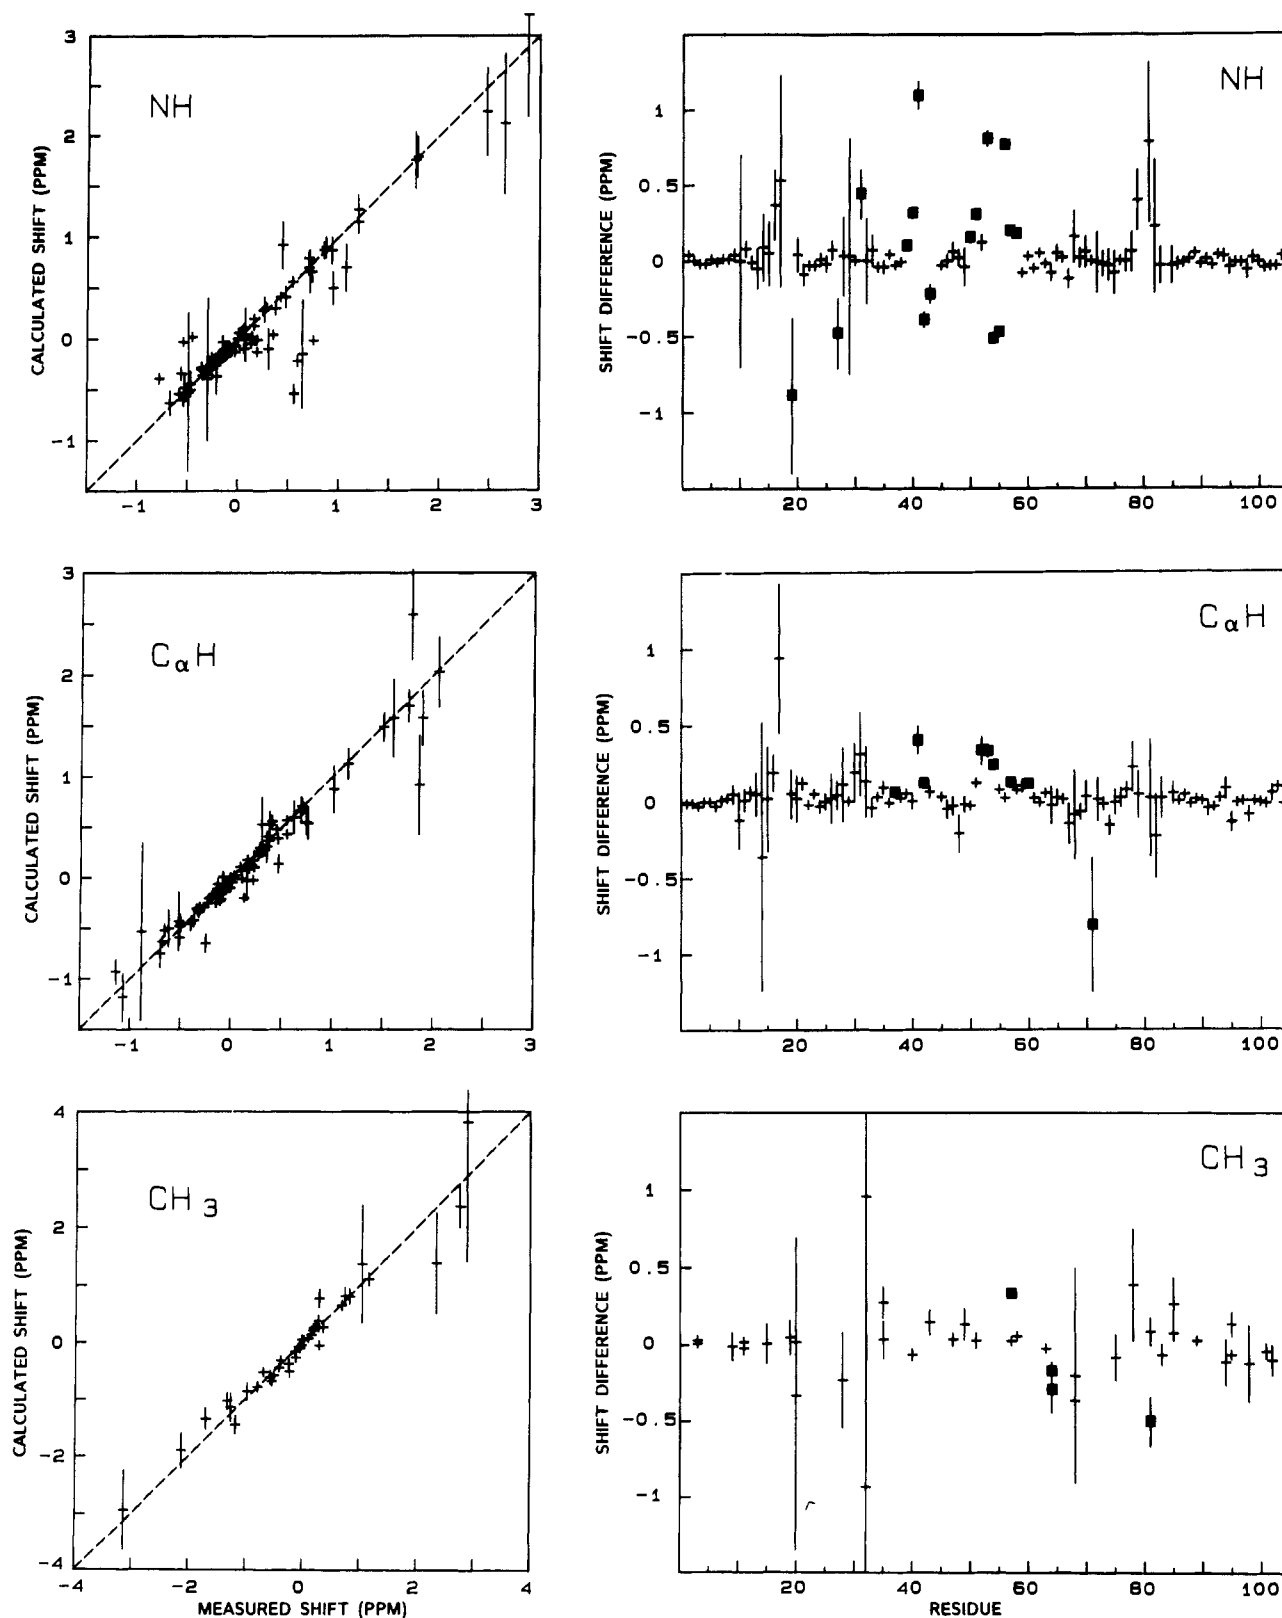 CALCULATED SHIFT (PPM)
3
2
1
0
-1
NH
-1 0 1 2 3
SHIFT DIFFERENCE (PPM)
1
0.5
0
-0.5
-1
NH
20 40 60 80 100
CALCULATED SHIFT (PPM)
3
2
1
0
-1
CαH
-1 0 1 2 3
SHIFT DIFFERENCE (PPM)
1
0.5
0
-0.5
-1
CαH
20 40 60 80 100
CALCULATED SHIFT (PPM)
4
2
0
-2
-4
CH3
-4 -2 0 2 4
MEASURED SHIFT (PPM)
SHIFT DIFFERENCE (PPM)
1
0.5
0
-0.5
-1
CH3
20 40 60 80 100
RESIDUE